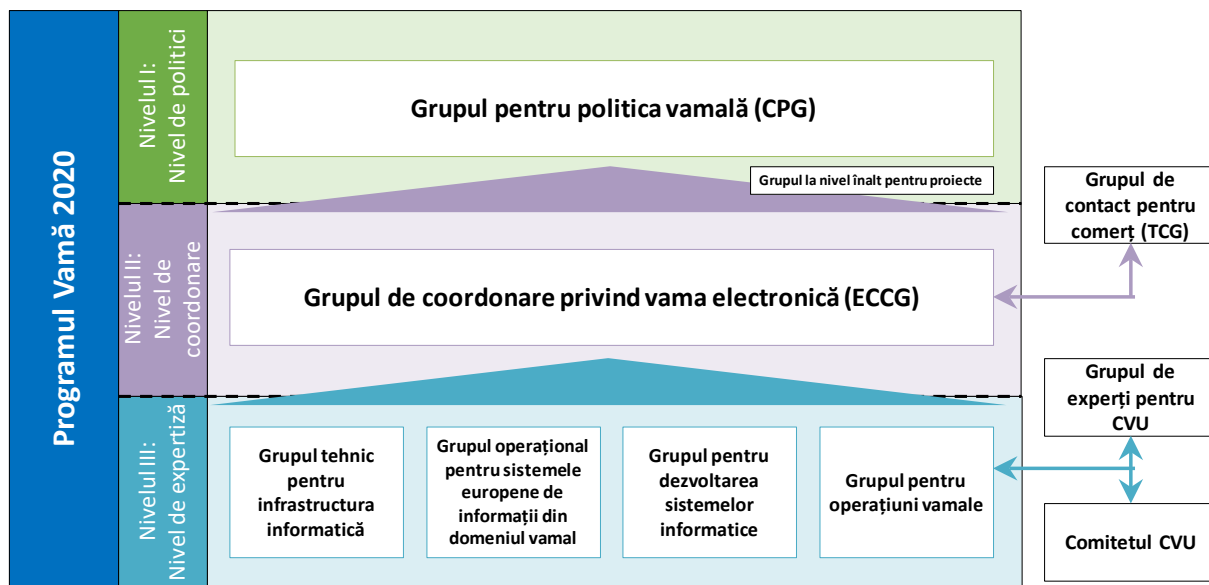 Programul Vamă 2020
Nivelul I:
Nivel de politici
Grupul pentru politica vamală (CPG)
Grupul la nivel înalt pentru proiecte
Nivelul II:
Nivel de
coordonare
Grupul de coordonare privind vama electronică (ECCG)
Grupul de
contact pentru
comerț (TCG)
Nivelul III:
Nivel de expertiză
Grupul tehnic
pentru
infrastructura
informatică
Grupul operațional
pentru sistemele
europene de
informații din
domeniul vamal
Grupul pentru
dezvoltarea
sistemelor
informatice
Grupul pentru
operațiuni vamale
Grupul de
experți pentru
CVU
Comitetul CVU